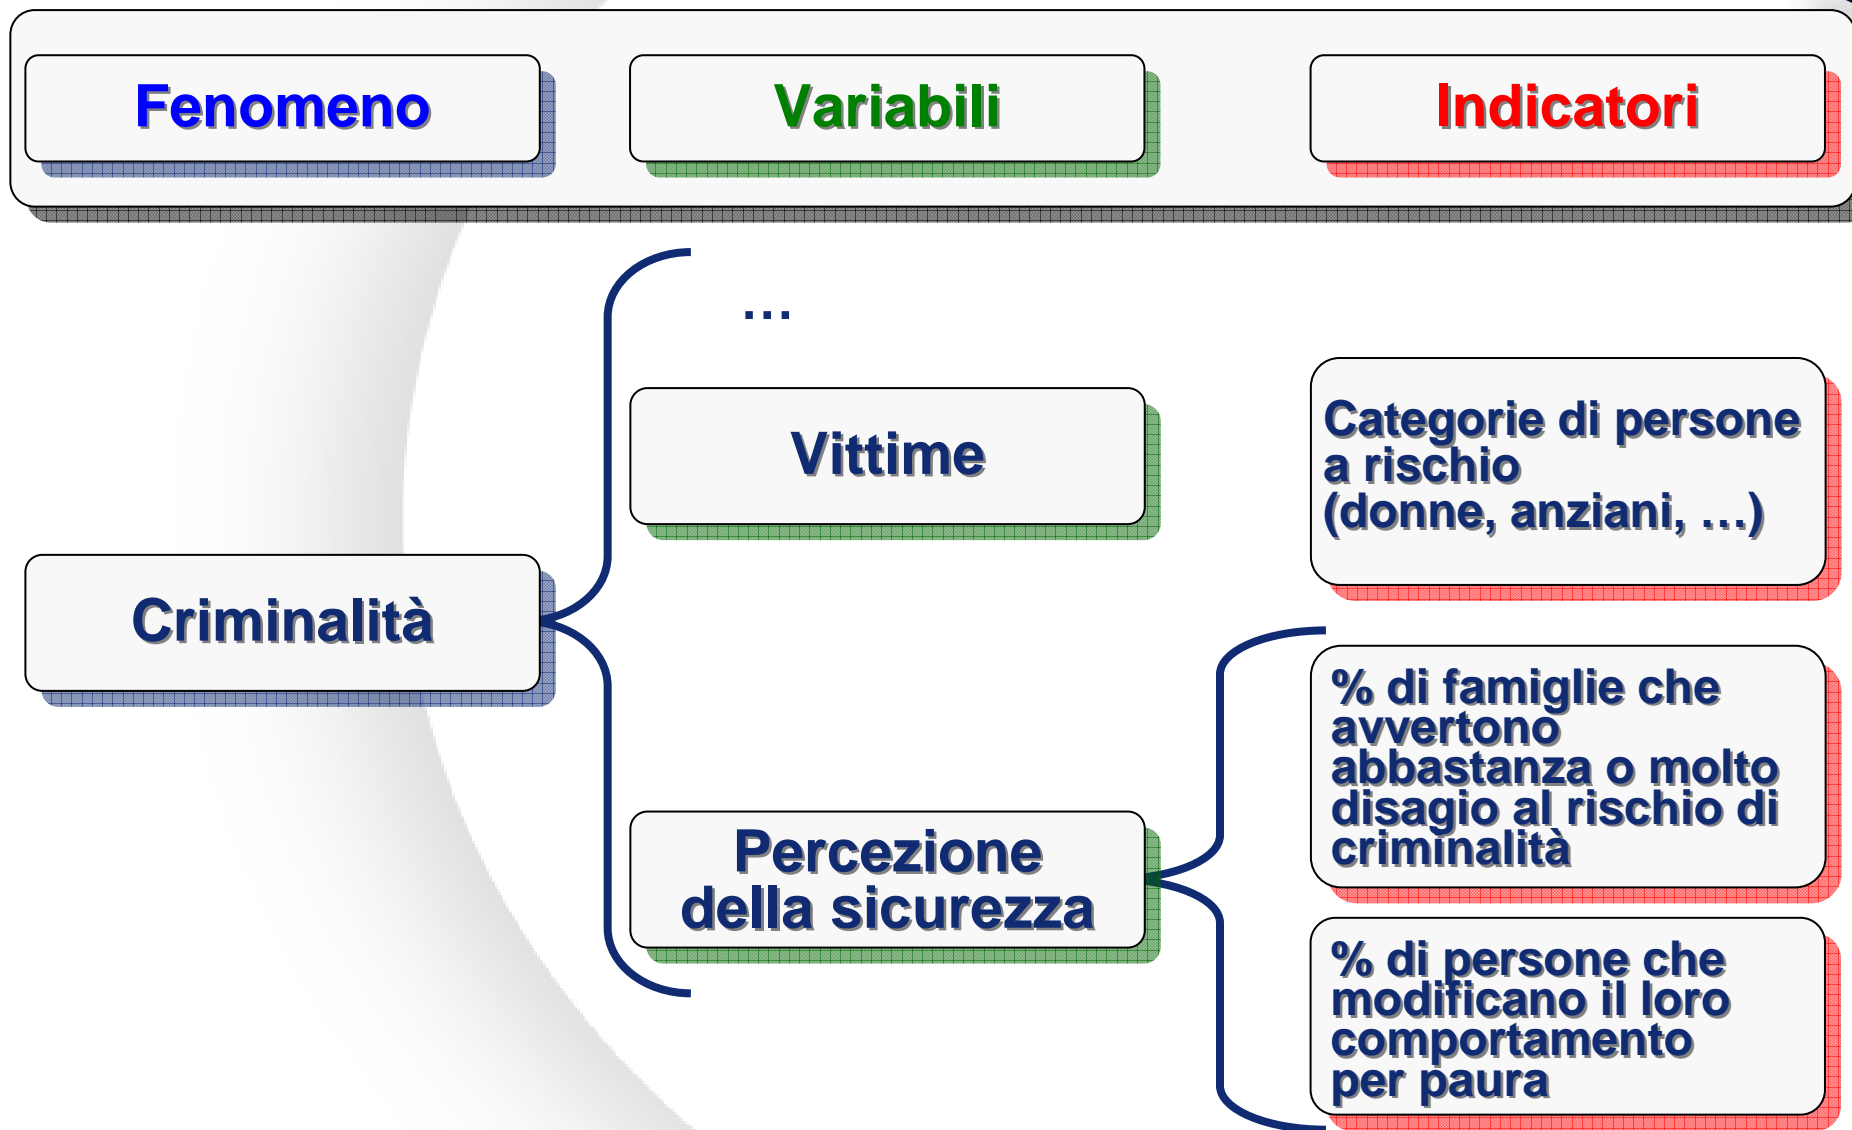 Fenomeno
Variabili
Indicatori
…
Vittime
Categorie di persone
a rischio
(donne, anziani, …)
Criminalità
Percezione
della sicurezza
% di famiglie che
avvertono
abbastanza o molto
disagio al rischio di
criminalità
% di persone che
modificano il loro
comportamento
per paura